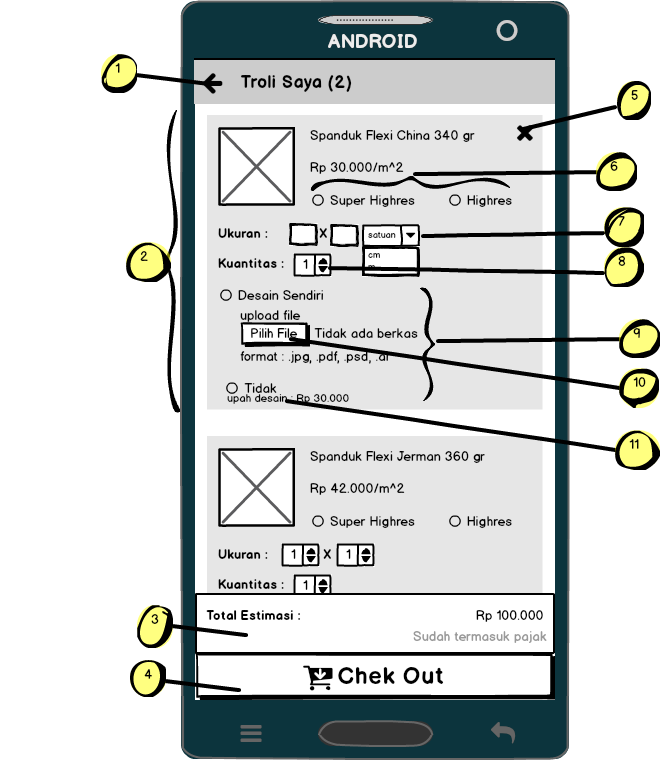 ANDROID
1
Troli Saya (2)
5
Spanduk Flexi China 340 gr
Rp 30.000/m^2
6
Super Highres Highres
7
Ukuran : X satuan
2
cm
8
Kuantitas : 1
Desain Sendiri
upload file
9
Pilih File Tidak ada berkas
format : .jpg, .pdf, .psd, .ai
10
Tidak
upah desain : Rp 30.000
11
Spanduk Flexi Jerman 360 gr
Rp 42.000/m^2
Super Highres Highres
Ukuran : 1 X 1
Kuantitas : 1
3
Total Estimasi : Rp 100.000
Sudah termasuk pajak
4
Chek Out